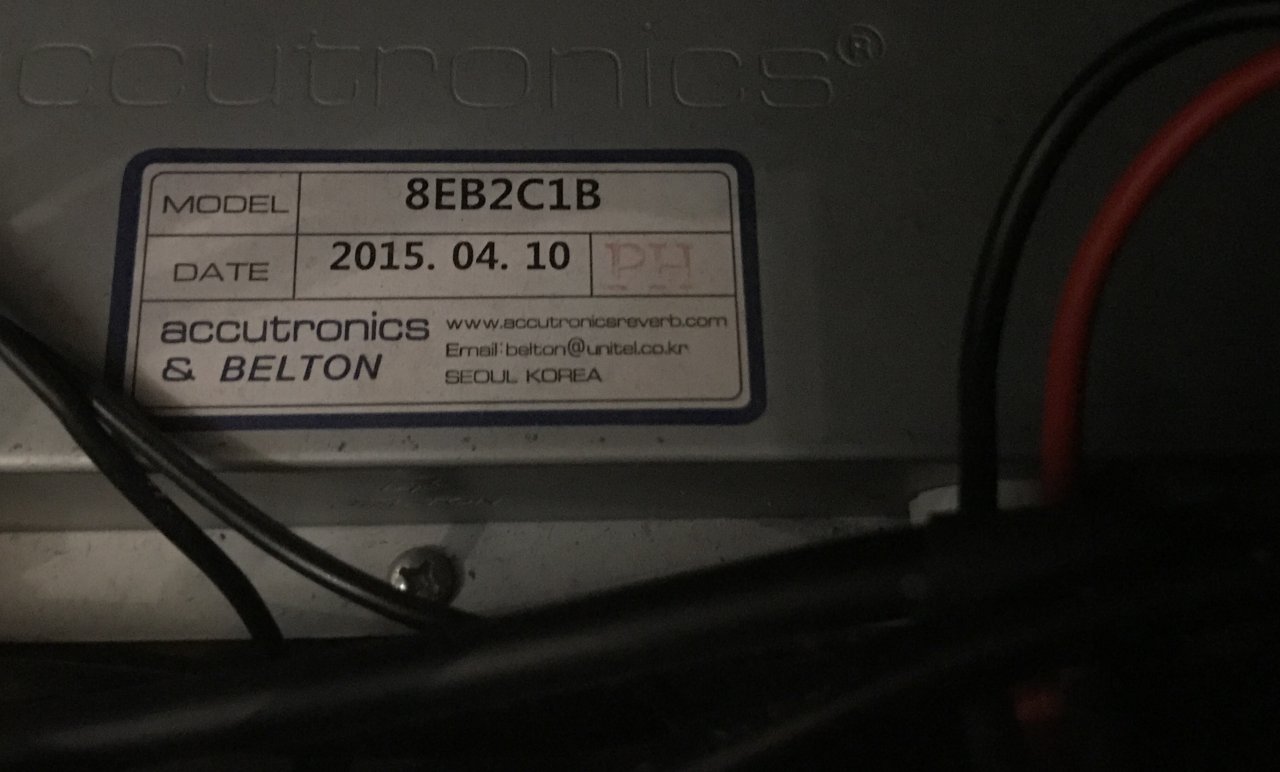 accutronics®
MODEL 8EB2C1B
DATE 2015. 04. 10 PH
accutronics
& BELTON
www.accutronicsreverb.com
Email:belton@unitel.co.kr
SEOUL KOREA